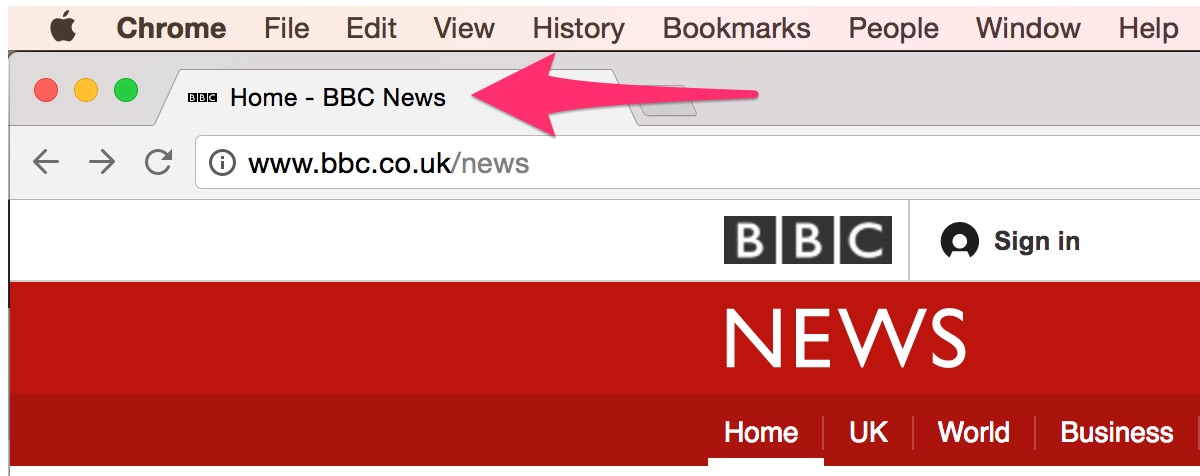 Chrome File Edit View History Bookmarks People Window Help
BBC Home - BBC News
www.bbc.co.uk/news
BBC Sign in
NEWS
Home UK World Business